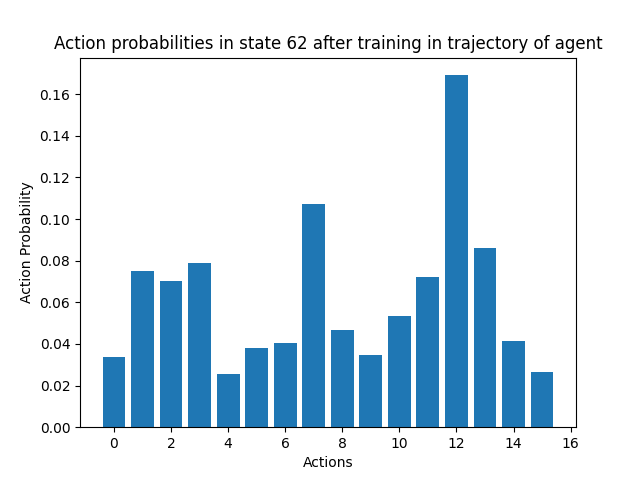 Action probabilities in state 62 after training in trajectory of agent
0.16
0.14
0.12
0.10
0.08
0.06
0.04
0.02
0.00
Action Probability
0 2 4 6 8 10 12 14 16
Actions